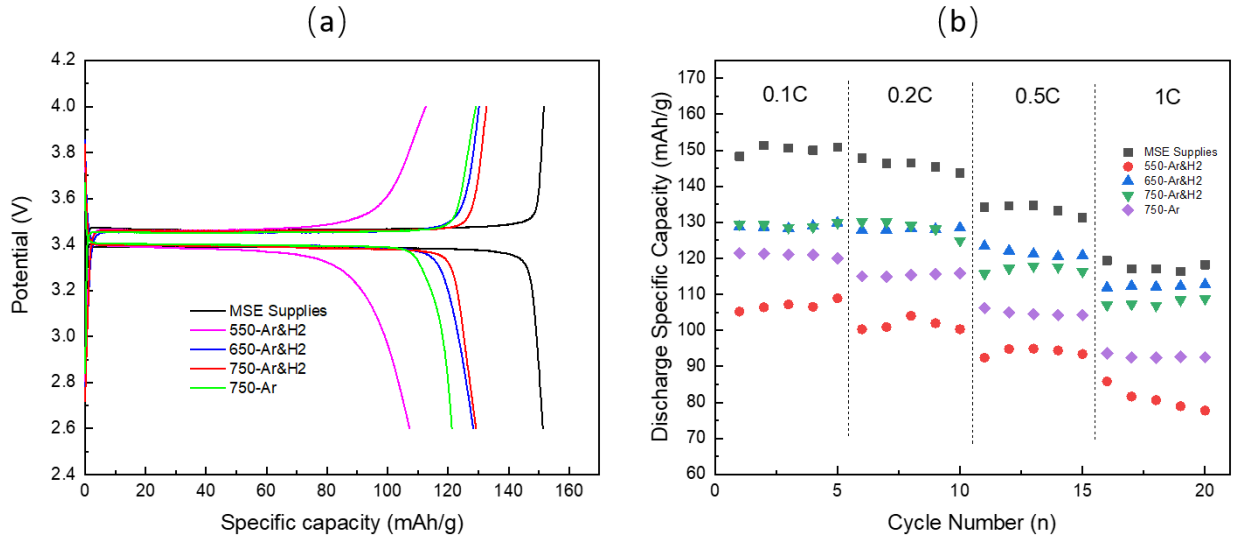 (a)
4.2
4.0
3.8
3.6
3.4
3.2
3.0
2.8
2.6
2.4
Potential (V)
MSE Supplies
550-Ar&H2
650-Ar&H2
750-Ar&H2
750-Ar
0 20 40 60 80 100 120 140 160
Specific capacity (mAh/g)
(b)
170
160
150
140
130
120
110
100
90
80
70
60
Discharge Specific Capacity (mAh/g)
0.1C 0.2C 0.5C 1C
MSE Supplies
550-Ar&H2
650-Ar&H2
750-Ar&H2
750-Ar
0 5 10 15 20
Cycle Number (n)